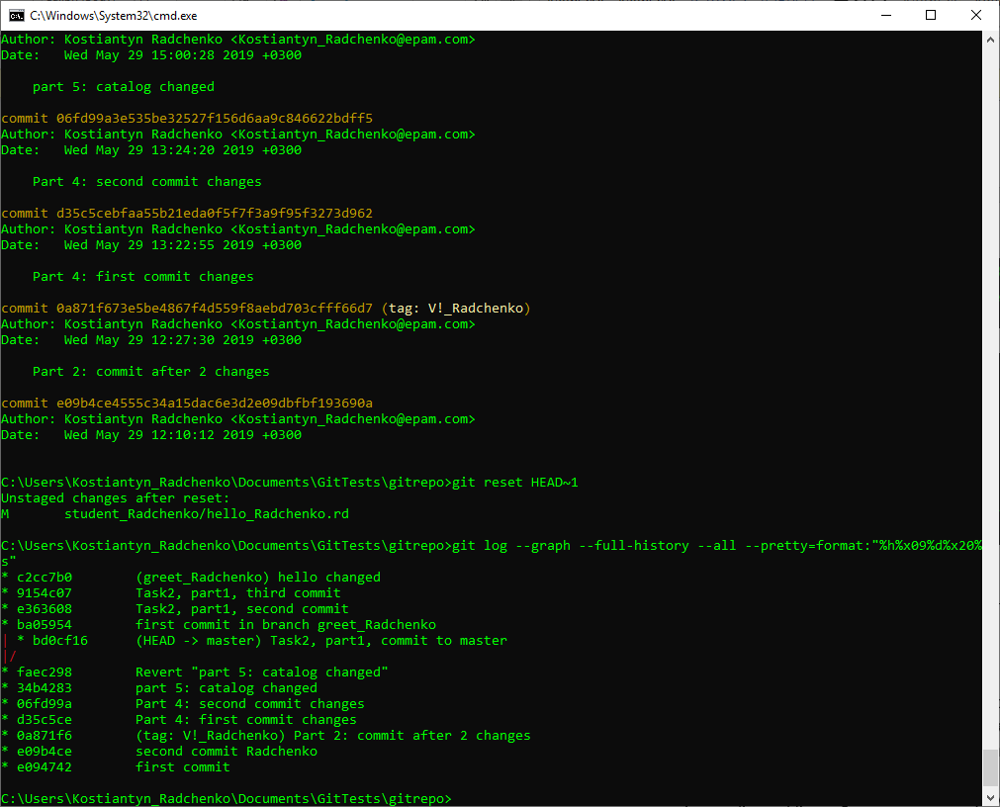 C:\Windows\System32\cmd.exe
Author: Kostiantyn Radchenko <Kostiantyn_Radchenko@epam.com>
Date:   Wed May 29 15:00:28 2019 +0300
    part 5: catalog changed
commit 06fd99a3e535be32527f156d6aa9c846622bdff5
Author: Kostiantyn Radchenko <Kostiantyn_Radchenko@epam.com>
Date:   Wed May 29 13:24:20 2019 +0300
    Part 4: second commit changes
commit d35c5cebfaa55b21eda0f5f7f3a9f95f3273d962
Author: Kostiantyn Radchenko <Kostiantyn_Radchenko@epam.com>
Date:   Wed May 29 13:22:55 2019 +0300
    Part 4: first commit changes
commit 0a871f673e5be4867f4d559f8aebd703cfff66d7 (tag: V!_Radchenko)
Author: Kostiantyn Radchenko <Kostiantyn_Radchenko@epam.com>
Date:   Wed May 29 12:27:30 2019 +0300
    Part 2: commit after 2 changes
commit e09b4ce4555c34a15dac6e3d2e09dbfbf193690a
Author: Kostiantyn Radchenko <Kostiantyn_Radchenko@epam.com>
Date:   Wed May 29 12:10:12 2019 +0300
C:\Users\Kostiantyn_Radchenko\Documents\GitTests\gitrepo>git reset HEAD~1
Unstaged changes after reset:
M       student_Radchenko/hello_Radchenko.rd
C:\Users\Kostiantyn_Radchenko\Documents\GitTests\gitrepo>git log --graph --full-history --all --pretty=format:"%h%x09%d%x20%
s"
* c2cc7b0        (greet_Radchenko) hello changed
* 9154c07        Task2, part1, third commit
* e363608        Task2, part1, second commit
* ba05954        first commit in branch greet_Radchenko
| * bd0cf16      (HEAD -> master) Task2, part1, commit to master
|/
* faec298        Revert "part 5: catalog changed"
* 34b4283        part 5: catalog changed
* 06fd99a        Part 4: second commit changes
* d35c5ce        Part 4: first commit changes
* 0a871f6        (tag: V!_Radchenko) Part 2: commit after 2 changes
* e09b4ce        second commit Radchenko
* e094742        first commit
C:\Users\Kostiantyn_Radchenko\Documents\GitTests\gitrepo>